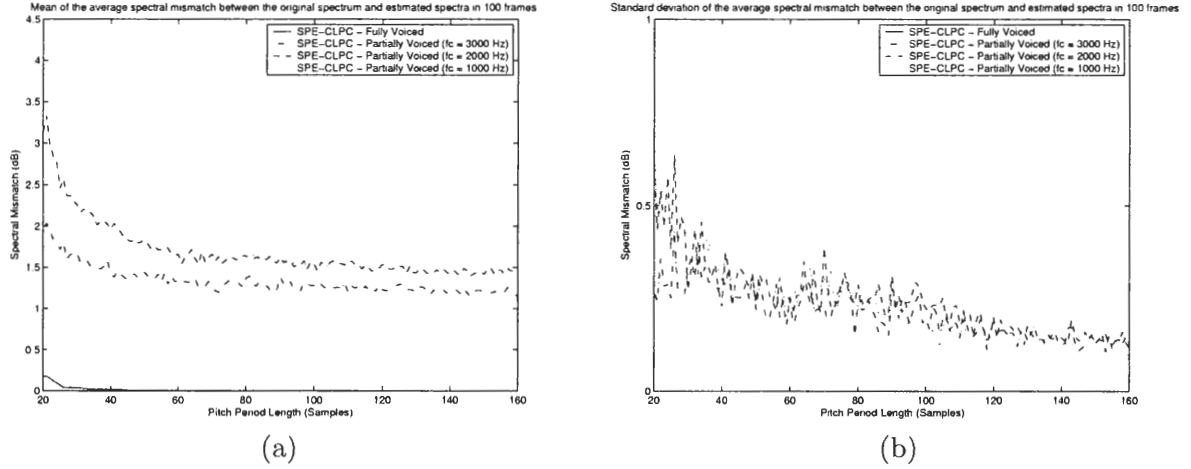 Mean of the average spectral mismatch between the original spectrum and estimated spectra in 100 frames
4.5
4
3.5
3
2.5
2
1.5
1
0.5
0
Spectral Mismatch (dB)
SPE-CLPC - Fully Voiced
SPE-CLPC - Partially Voiced (fc = 3000 Hz)
SPE-CLPC - Partially Voiced (fc = 2000 Hz)
SPE-CLPC - Partially Voiced (fc = 1000 Hz)
20 40 60 80 100 120 140 160
Pitch Period Length (Samples)
(a)
Standard deviation of the average spectral mismatch between the original spectrum and estimated spectra in 100 frames
1
0.5
0
Spectral Mismatch (dB)
SPE-CLPC - Fully Voiced
SPE-CLPC - Partially Voiced (fc = 3000 Hz)
SPE-CLPC - Partially Voiced (fc = 2000 Hz)
SPE-CLPC - Partially Voiced (fc = 1000 Hz)
20 40 60 80 100 120 140 160
Pitch Period Length (Samples)
(b)